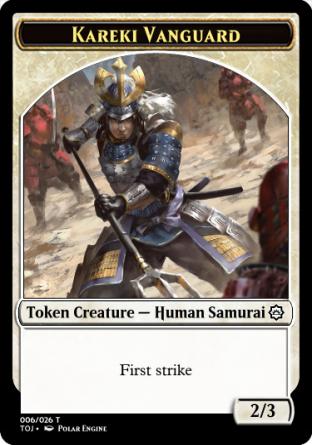 Kareki Vanguard
Token Creature — Human Samurai
First strike
2/3
006/026 T
TOJ • Polar Engine